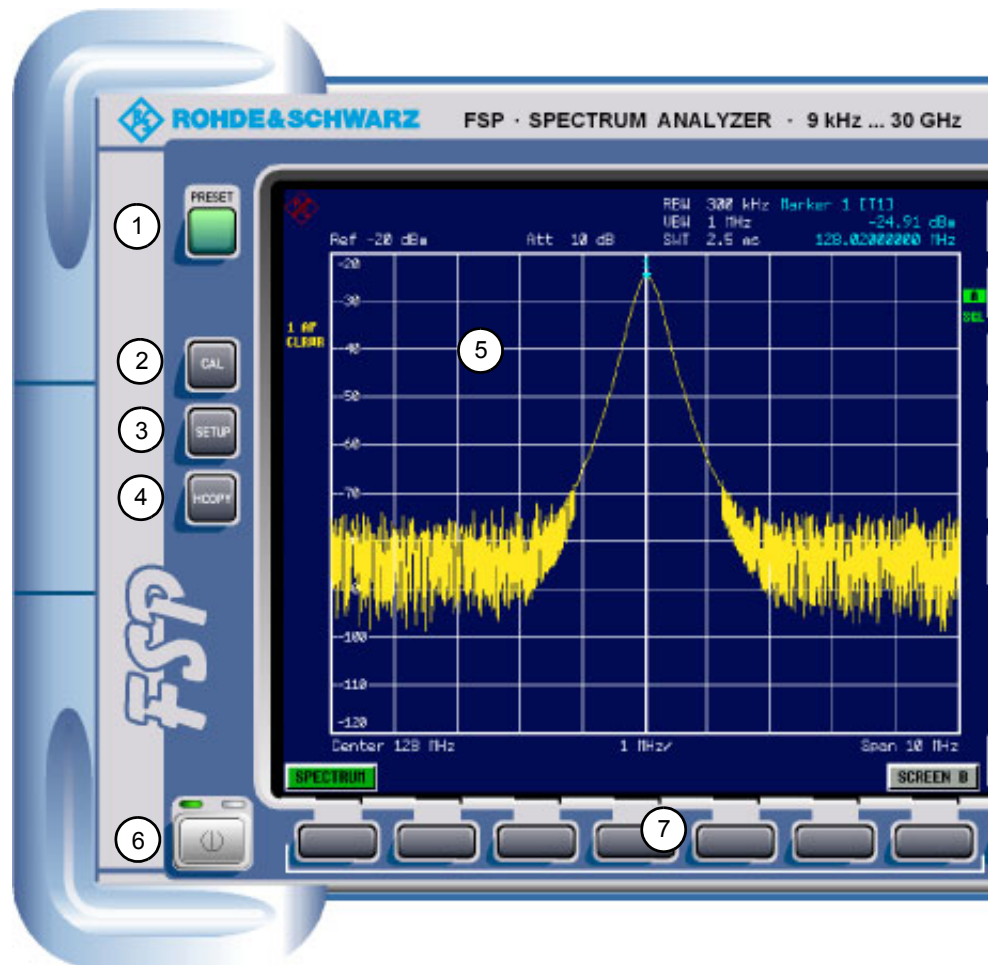 ROHDE&SCHWARZ FSP · SPECTRUM ANALYZER · 9 kHz ... 30 GHz
PRESET
1
RBW 300 kHz Marker 1 [T1]
VBW 1 MHz -24.91 dBm
Ref -20 dBm Att 10 dB SWT 2.5 ms 128.02000000 MHz
-20
1
A
-30
SGL
1 AP
CLRWR
-40
5
2
CAL
-50
3
SETUP
-60
4
HCOPY
-70
FSP
-100
-110
-120
Center 128 MHz 1 MHz/ Span 10 MHz
SPECTRUM SCREEN B
6
7